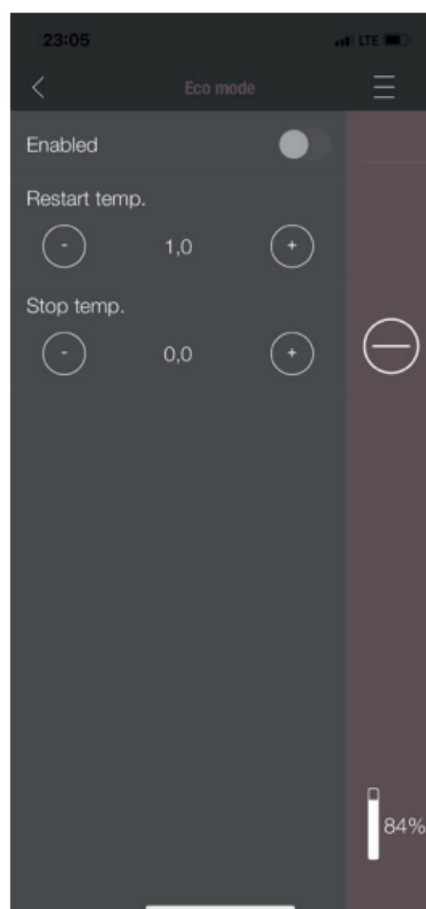 23:05 LTE
Eco mode
Enabled
Restart temp.
- 1,0 +
Stop temp.
- 0,0 +
84%